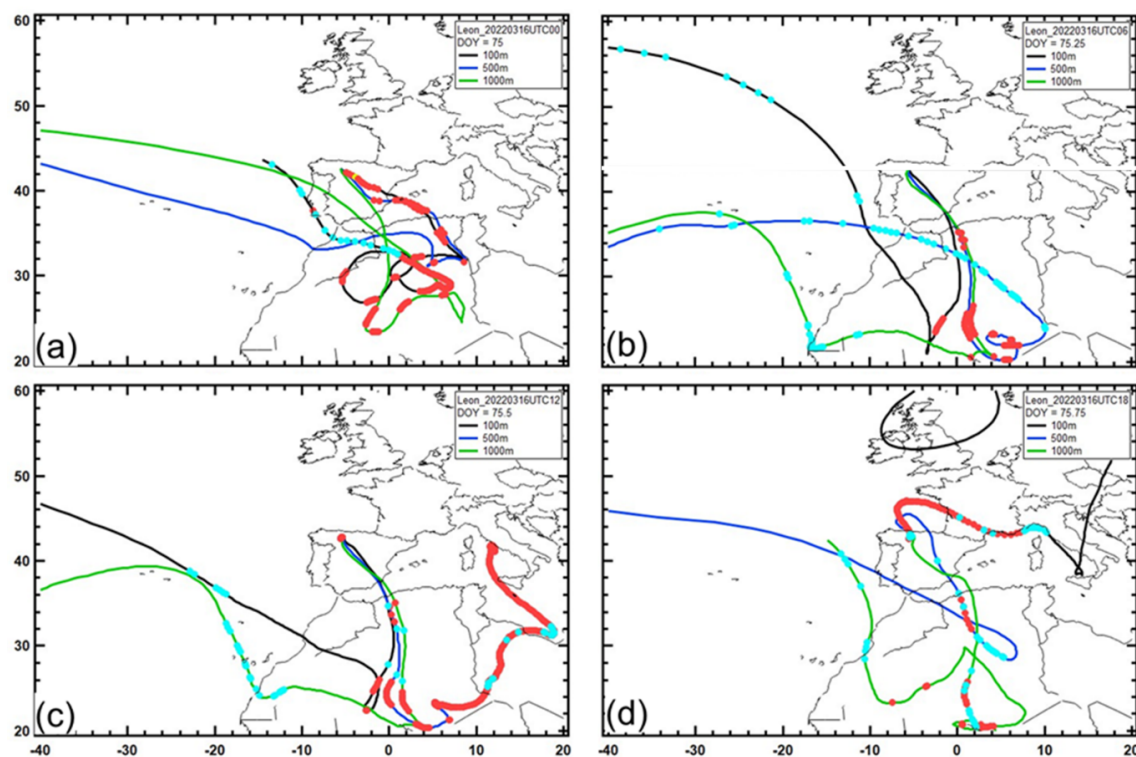 60
50
40
30
20
(a)
Leon_20220316UTC00
DOY = 75
100m
500m
1000m
(b)
Leon_20220316UTC06
DOY = 75.25
100m
500m
1000m
60
50
40
30
20
(c)
Leon_20220316UTC12
DOY = 75.5
100m
500m
1000m
(d)
Leon_20220316UTC18
DOY = 75.75
100m
500m
1000m
-40 -30 -20 -10 0 10 20
-40 -30 -20 -10 0 10 20